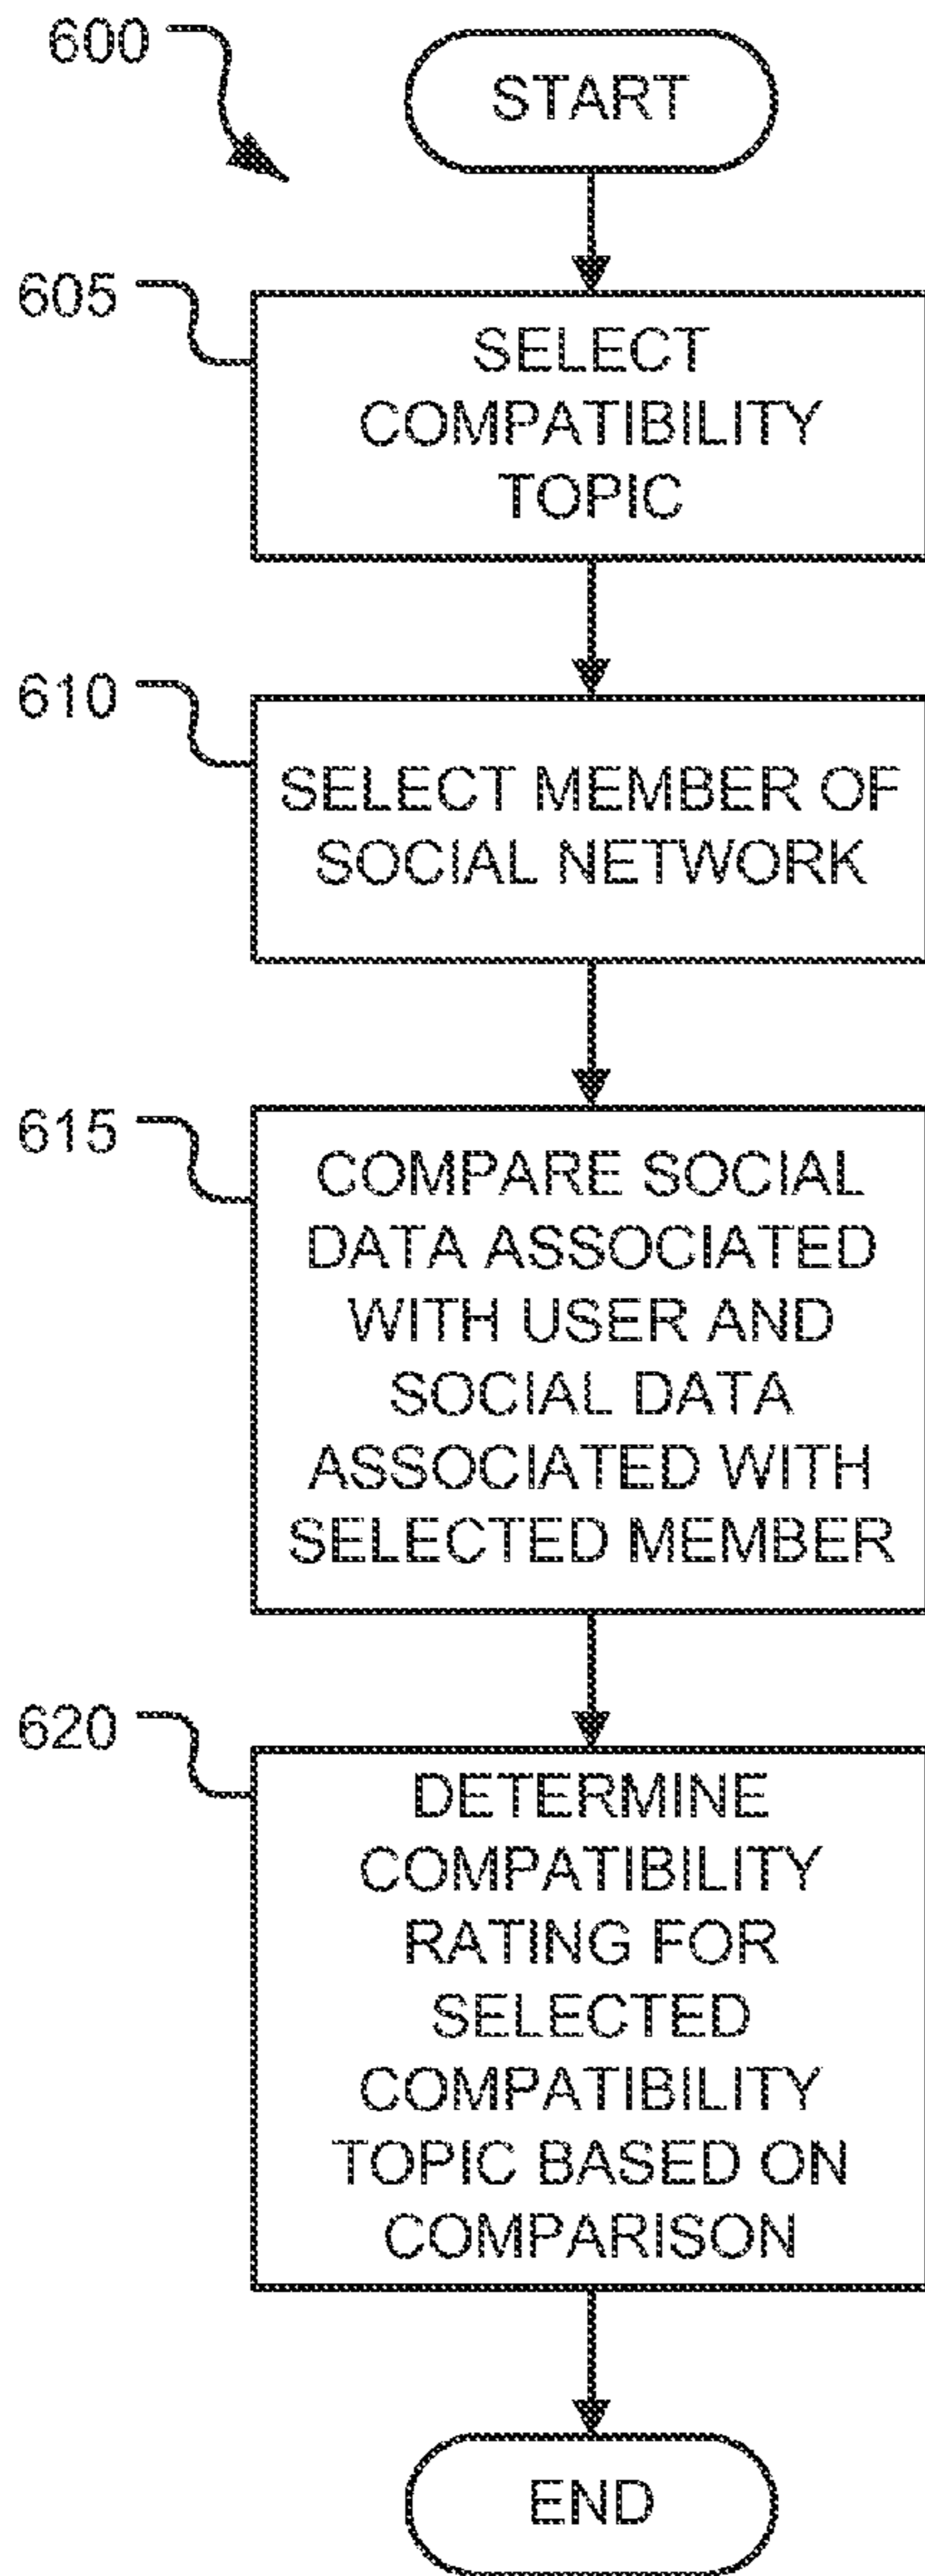 600
START
605
SELECT
COMPATIBILITY
TOPIC
610
SELECT MEMBER OF
SOCIAL NETWORK
615
COMPARE SOCIAL
DATA ASSOCIATED
WITH USER AND
SOCIAL DATA
ASSOCIATED WITH
SELECTED MEMBER
620
DETERMINE
COMPATIBILITY
RATING FOR
SELECTED
COMPATIBILITY
TOPIC BASED ON
COMPARISON
END